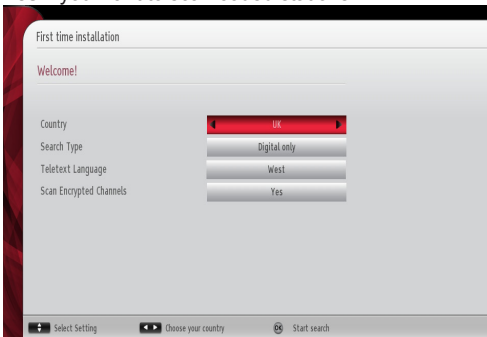 First time installation
Welcome!
Country UK
Search Type Digital only
Teletext Language West
Scan Encrypted Channels Yes
Select Setting Choose your country OK Start search